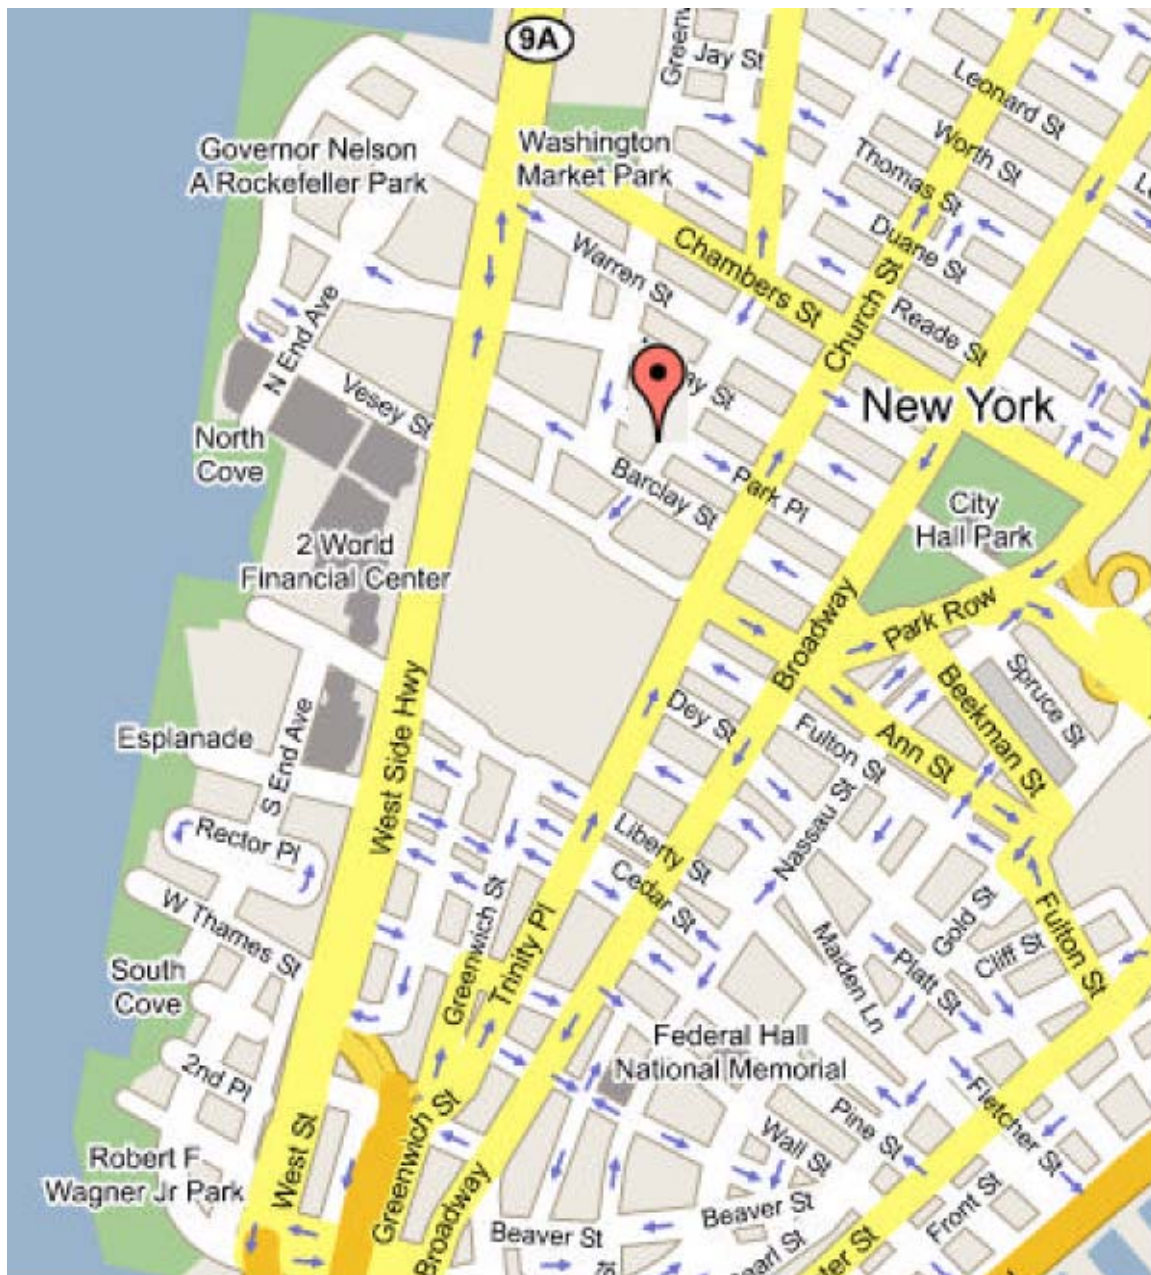 9A
Jay St
Leonard St
Worth St
Thomas St
Duane St
Reade St
Governor Nelson
A Rockefeller Park
Washington
Market Park
Warren St
Chambers St
Church St
N End Ave
Vesey St
New York
North
Cove
Barclay St
Park Pl
City
Hall Park
2 World
Financial Center
Broadway
Park Row
Spruce St
Beekman St
West Side Hwy
Dey St
Fulton St
Ann St
Esplanade
S End Ave
Nassau St
Rector Pl
Liberty St
Cedar St
W Thames St
Greenwich St
Trinity Pl
Maiden Ln
Platt St
Gold St
Cliff St
Fulton St
South
Cove
Federal Hall
National Memorial
2nd Pl
Fletcher St
Pine St
Wall St
West St
Greenwich St
Robert F
Wagner Jr Park
Broadway
Beaver St
Beaver St
Front St